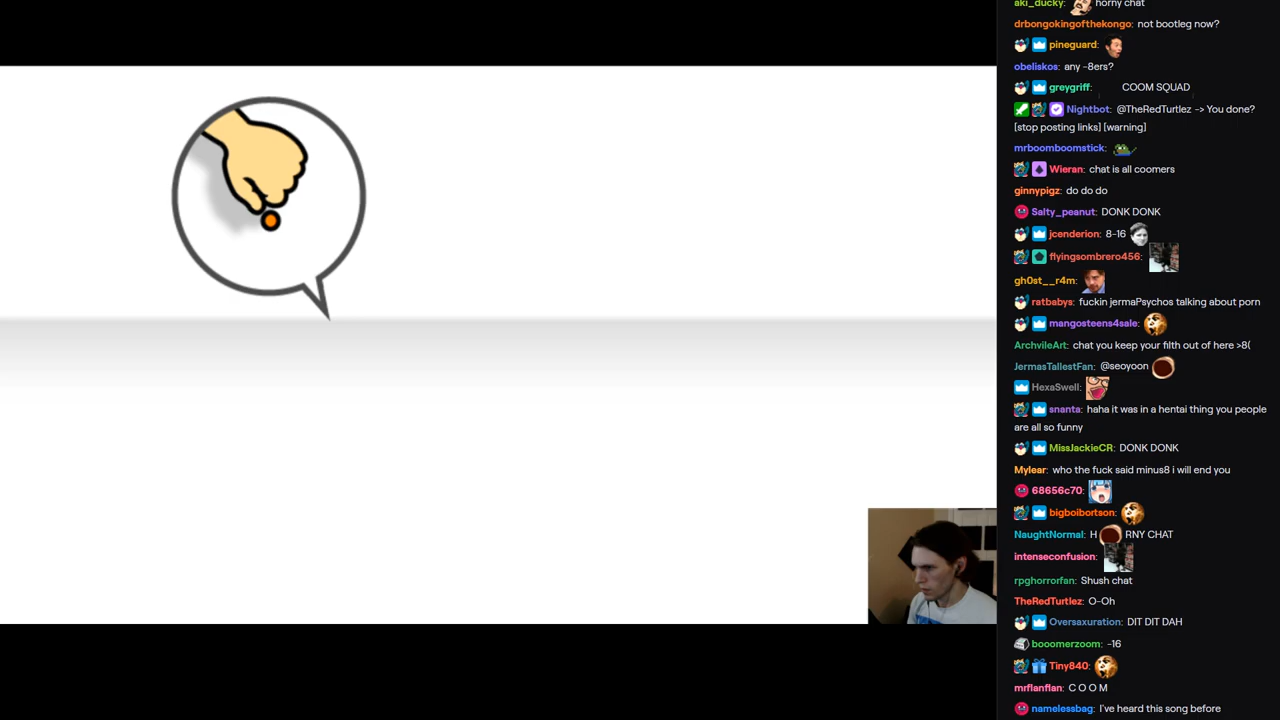 aki_ducky: horny chat
drbongokingofthekongo: not bootleg now?
pineguard:
obeliskos: any -8ers?
greygriff: COOM SQUAD
Nightbot: @TheRedTurtlez -> You done?
[stop posting links] [warning]
mrboomboomstick:
Wieran: chat is all coomers
ginnypigz: do do do
Salty_peanut: DONK DONK
jcenderion: 8-16
flyingsombrero456:
gh0st__r4m:
ratbabys: fuckin jermaPsychos talking about porn
mangosteens4sale:
ArchvileArt: chat you keep your filth out of here >8(
JermasTallestFan: @seoyoon
HexaSwell:
snanta: haha it was in a hentai thing you people
are all so funny
MissJackieCR: DONK DONK
Mylear: who the fuck said minus8 i will end you
68656c70:
bigboibortson:
NaughtNormal: H RNY CHAT
intenseconfusion:
rpghorrorfan: Shush chat
TheRedTurtlez: O-Oh
Oversaxuration: DIT DIT DAH
booomerzoom: -16
Tiny840:
mrflanflan: C O O M
namelessbag: I've heard this song before